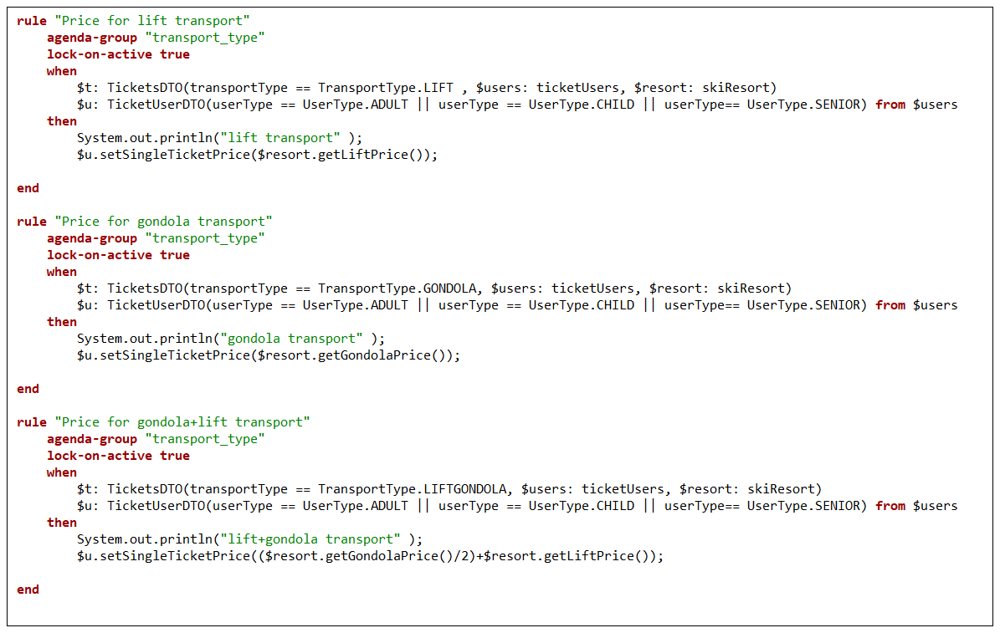 rule "Price for lift transport"
    agenda-group "transport_type"
    lock-on-active true
    when
        $t: TicketsDTO(transportType == TransportType.LIFT , $users: ticketUsers, $resort: skiResort)
        $u: TicketUserDTO(userType == UserType.ADULT || userType == UserType.CHILD || userType== UserType.SENIOR) from $users
    then
        System.out.println("lift transport" );
        $u.setSingleTicketPrice($resort.getLiftPrice());
end
rule "Price for gondola transport"
    agenda-group "transport_type"
    lock-on-active true
    when
        $t: TicketsDTO(transportType == TransportType.GONDOLA, $users: ticketUsers, $resort: skiResort)
        $u: TicketUserDTO(userType == UserType.ADULT || userType == UserType.CHILD || userType== UserType.SENIOR) from $users
    then
        System.out.println("gondola transport" );
        $u.setSingleTicketPrice($resort.getGondolaPrice());
end
rule "Price for gondola+lift transport"
    agenda-group "transport_type"
    lock-on-active true
    when
        $t: TicketsDTO(transportType == TransportType.LIFTGONDOLA, $users: ticketUsers, $resort: skiResort)
        $u: TicketUserDTO(userType == UserType.ADULT || userType == UserType.CHILD || userType== UserType.SENIOR) from $users
    then
        System.out.println("lift+gondola transport" );
        $u.setSingleTicketPrice(($resort.getGondolaPrice()/2)+$resort.getLiftPrice());
end